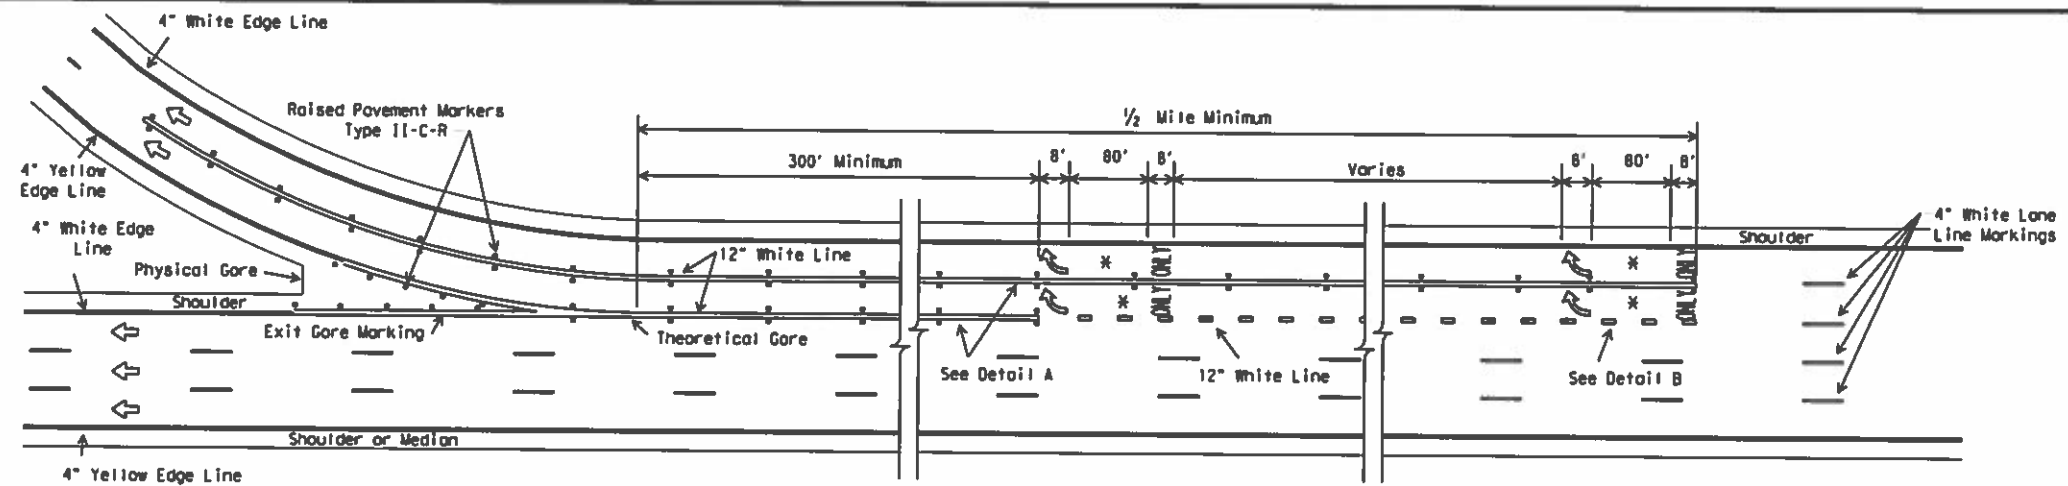 4" White Edge Line
Raised Pavement Markers
Type II-C-R
½ Mile Minimum
300' Minimum
8'
80'
8'
Varies
8'
80'
8'
4" Yellow
Edge Line
4" White Edge
Line
Physical Gore
Shoulder
Exit Gore Marking
12" White Line
Theoretical Gore
*
ONLY
*
ONLY
*
ONLY
*
ONLY
Shoulder
4" White Lane
Line Markings
See Detail A
12" White Line
See Detail B
Shoulder or Median
4" Yellow Edge Line